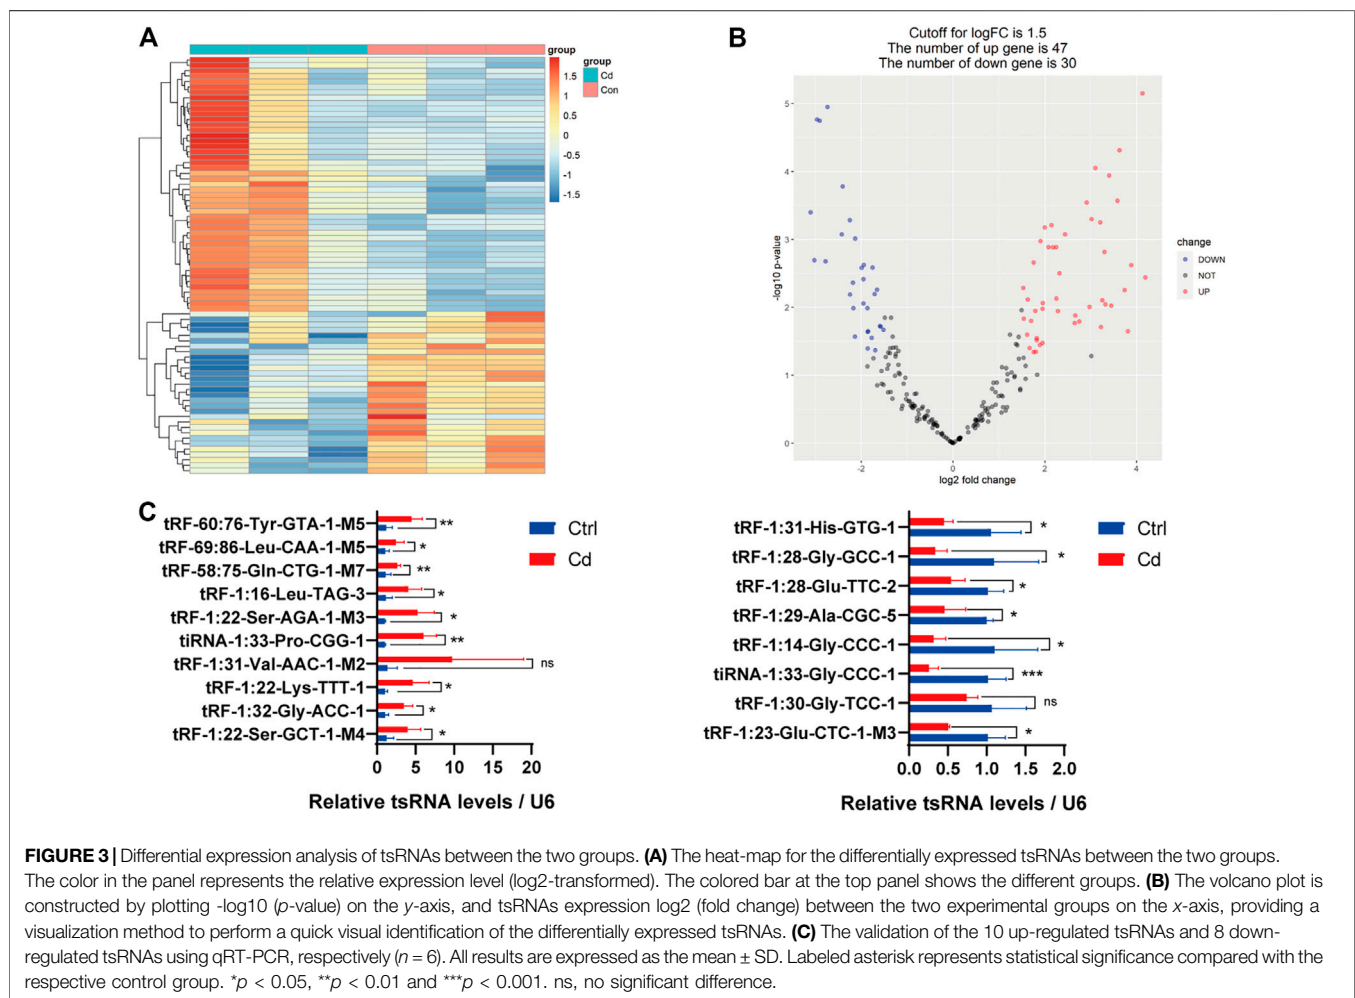 A
group
group
Cd
Con
1.5
1
0.5
0
-0.5
-1
-1.5
B
Cutoff for logFC is 1.5
The number of up gene is 47
The number of down gene is 30
-log10 p-value
5
4
3
2
1
0
-2
0
2
4
log2 fold change
change
DOWN
NOT
UP
C
tRF-60:76-Tyr-GTA-1-M5 **
tRF-69:86-Leu-CAA-1-M5 *
tRF-58:75-Gln-CTG-1-M7 **
tRF-1:16-Leu-TAG-3 *
tRF-1:22-Ser-AGA-1-M3 *
tiRNA-1:33-Pro-CGG-1 **
tRF-1:31-Val-AAC-1-M2 ns
tRF-1:22-Lys-TTT-1 *
tRF-1:32-Gly-ACC-1 *
tRF-1:22-Ser-GCT-1-M4 *
0 5 10 15 20
Relative tsRNA levels / U6
Ctrl
Cd
tRF-1:31-His-GTG-1 *
tRF-1:28-Gly-GCC-1 *
tRF-1:28-Glu-TTC-2 *
tRF-1:29-Ala-CGC-5 *
tRF-1:14-Gly-CCC-1 *
tiRNA-1:33-Gly-CCC-1 ***
tRF-1:30-Gly-TCC-1 ns
tRF-1:23-Glu-CTC-1-M3 *
0.0 0.5 1.0 1.5 2.0
Relative tsRNA levels / U6
Ctrl
Cd
FIGURE 3 | Differential expression analysis of tsRNAs between the two groups. (A) The heat-map for the differentially expressed tsRNAs between the two groups.
The color in the panel represents the relative expression level (log2-transformed). The colored bar at the top panel shows the different groups. (B) The volcano plot is
constructed by plotting -log10 (p-value) on the y-axis, and tsRNAs expression log2 (fold change) between the two experimental groups on the x-axis, providing a
visualization method to perform a quick visual identification of the differentially expressed tsRNAs. (C) The validation of the 10 up-regulated tsRNAs and 8 down-
regulated tsRNAs using qRT-PCR, respectively (n = 6). All results are expressed as the mean ± SD. Labeled asterisk represents statistical significance compared with the
respective control group. *p < 0.05, **p < 0.01 and ***p < 0.001. ns, no significant difference.